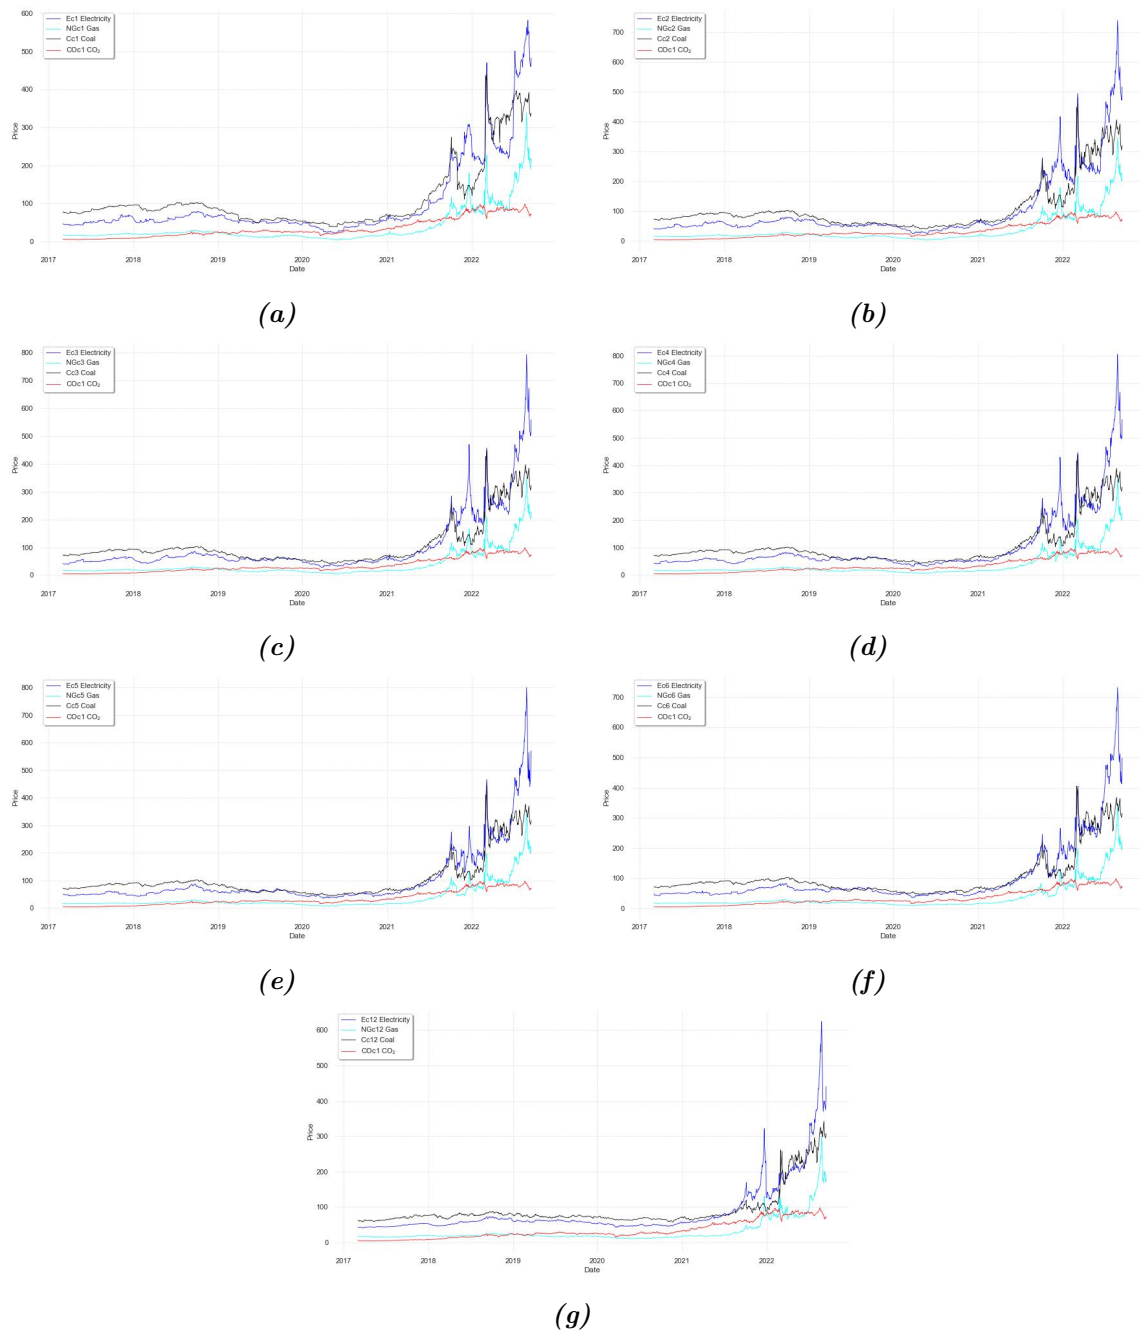 Ec1 Electricity
NGc1 Gas
Cc1 Coal
COc1 CO₂
600
500
400
300
200
100
0
Price
2017 2018 2019 2020 2021 2022
Date
(a)
Ec2 Electricity
NGc2 Gas
Cc2 Coal
COc1 CO₂
700
600
500
400
300
200
100
0
Price
2017 2018 2019 2020 2021 2022
Date
(b)
Ec3 Electricity
NGc3 Gas
Cc3 Coal
COc1 CO₂
800
700
600
500
400
300
200
100
0
Price
2017 2018 2019 2020 2021 2022
Date
(c)
Ec4 Electricity
NGc4 Gas
Cc4 Coal
COc1 CO₂
800
700
600
500
400
300
200
100
0
Price
2017 2018 2019 2020 2021 2022
Date
(d)
Ec5 Electricity
NGc5 Gas
Cc5 Coal
COc1 CO₂
800
700
600
500
400
300
200
100
0
Price
2017 2018 2019 2020 2021 2022
Date
(e)
Ec6 Electricity
NGc6 Gas
Cc6 Coal
COc1 CO₂
700
600
500
400
300
200
100
0
Price
2017 2018 2019 2020 2021 2022
Date
(f)
Ec12 Electricity
NGc12 Gas
Cc12 Coal
COc1 CO₂
600
500
400
300
200
100
0
Price
2017 2018 2019 2020 2021 2022
Date
(g)